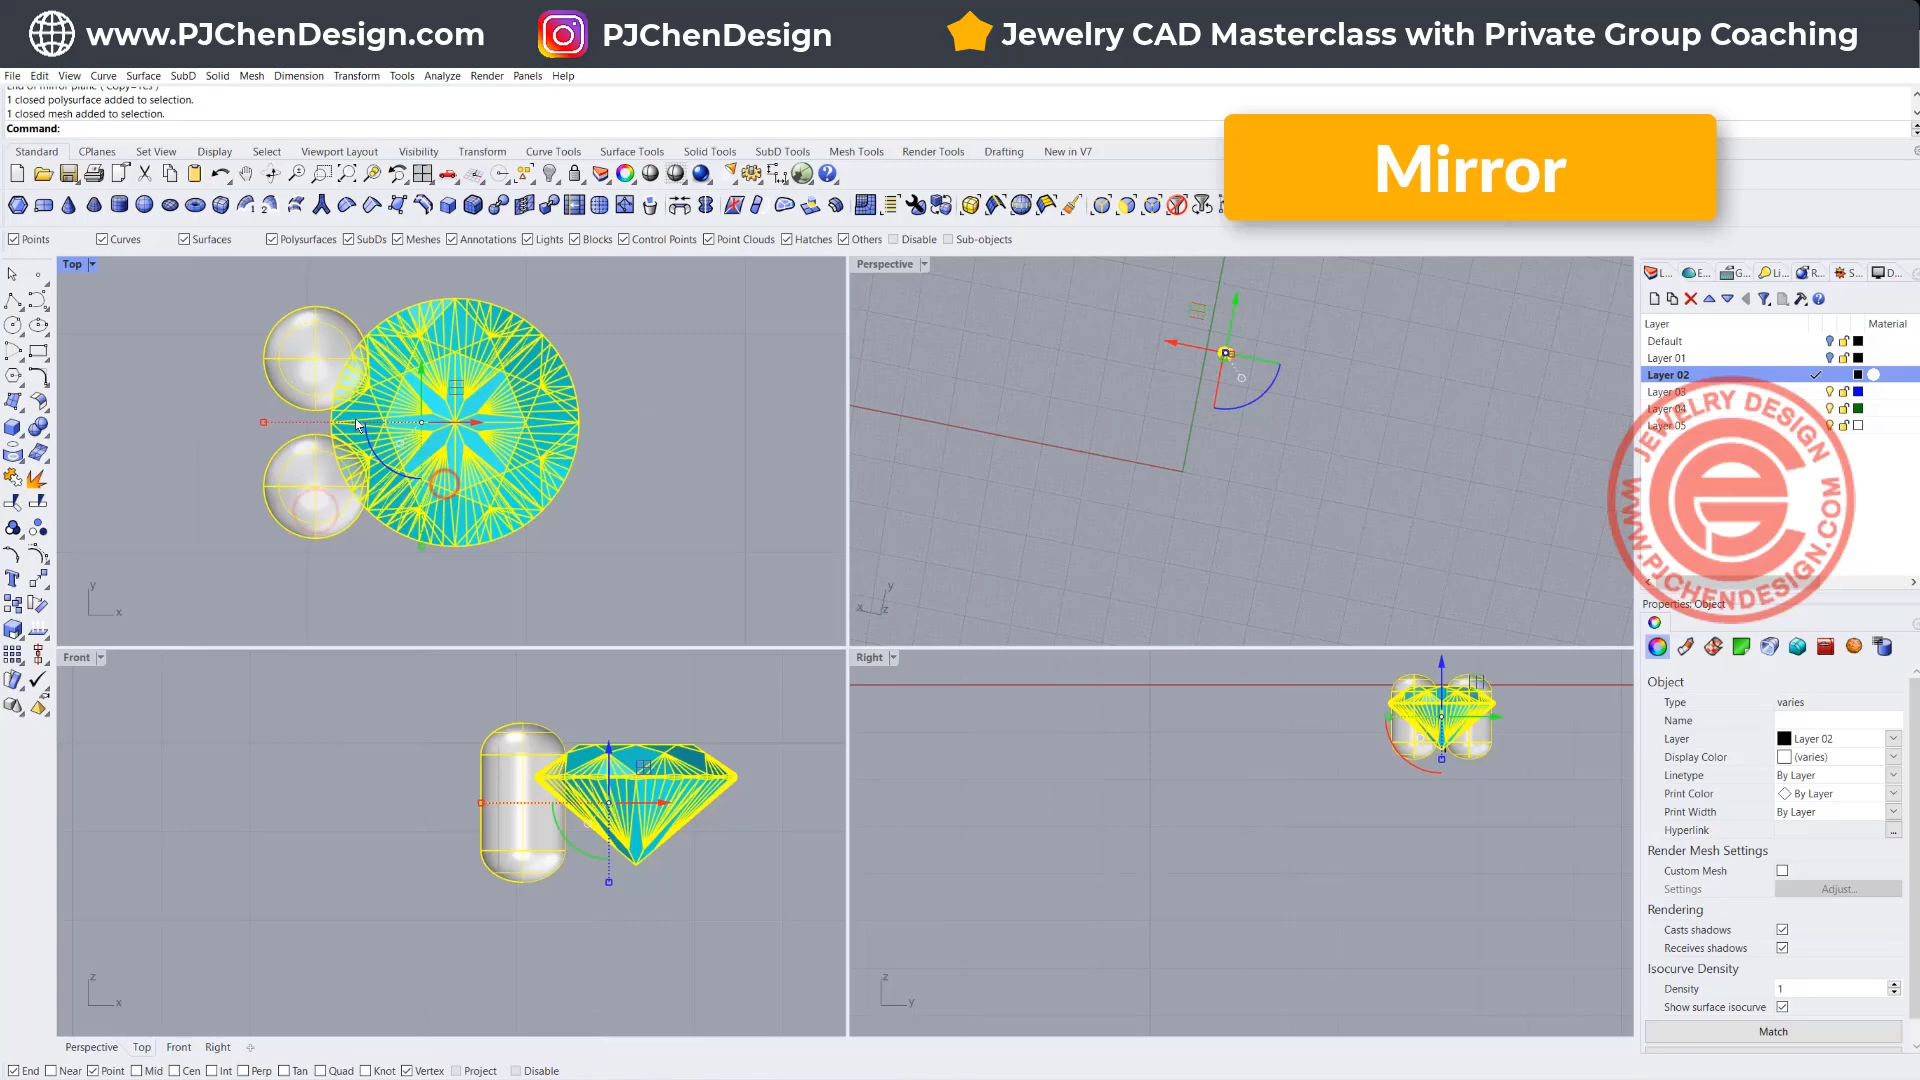 www.PJChenDesign.com PJChenDesign Jewelry CAD Masterclass with Private Group Coaching
File Edit View Curve Surface SubD Solid Mesh Dimension Transform Tools Analyze Render Panels Help
End of mirror plane ( Copy=Yes )
1 closed polysurface added to selection.
1 closed mesh added to selection.
Command:
Mirror
Standard CPlanes Set View Display Select Viewport Layout Visibility Transform Curve Tools Surface Tools Solid Tools SubD Tools Mesh Tools Render Tools Drafting New in V7
Points Curves Surfaces Polysurfaces SubDs Meshes Annotations Lights Blocks Control Points Point Clouds Hatches Others Disable Sub-objects
Top
Perspective
L... E... G... Li... R... S... D...
Layer Material
Default
Layer 01
Layer 02
Layer 03
Layer 04
Layer 05
JEWELRY DESIGN
WWW.PJCHENDESIGN.COM
y
x
y
x
z
Properties: Object
Front
Right
Object
Type varies
Name
Layer Layer 02
Display Color (varies)
Linetype By Layer
Print Color By Layer
Print Width By Layer
Hyperlink ...
Render Mesh Settings
Custom Mesh
Settings Adjust...
Rendering
Casts shadows
Receives shadows
Isocurve Density
Density 1
Show surface isocurve
Match
z
x
z
y
Perspective Top Front Right
End Near Point Mid Cen Int Perp Tan Quad Knot Vertex Project Disable